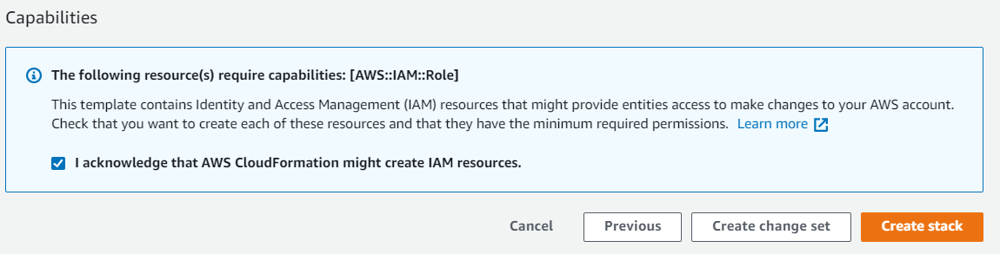 Capabilities
The following resource(s) require capabilities: [AWS::IAM::Role]
This template contains Identity and Access Management (IAM) resources that might provide entities access to make changes to your AWS account.
Check that you want to create each of these resources and that they have the minimum required permissions. Learn more
I acknowledge that AWS CloudFormation might create IAM resources.
Cancel Previous Create change set Create stack